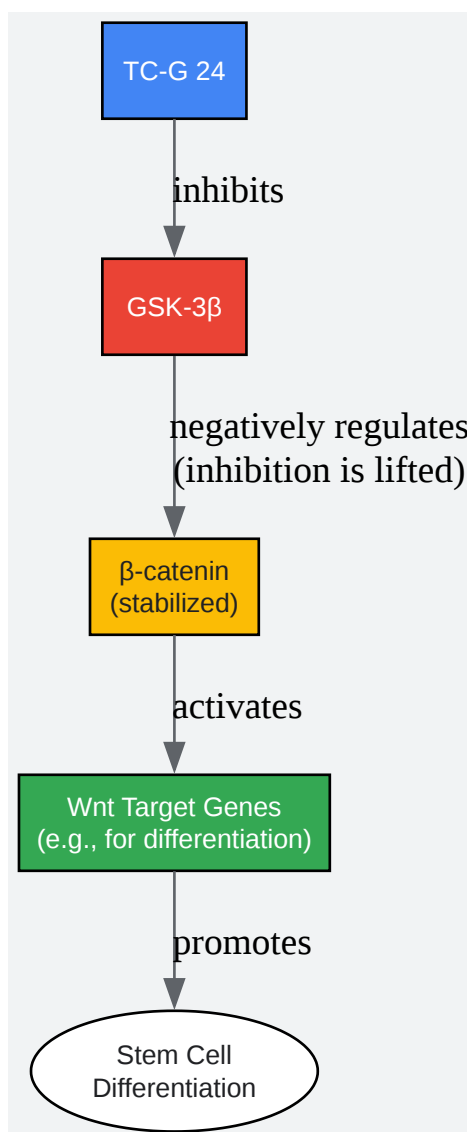 TC-G 24
inhibits
GSK-3β
negatively regulates
(inhibition is lifted)
β-catenin
(stabilized)
activates
Wnt Target Genes
(e.g., for differentiation)
promotes
Stem Cell
Differentiation